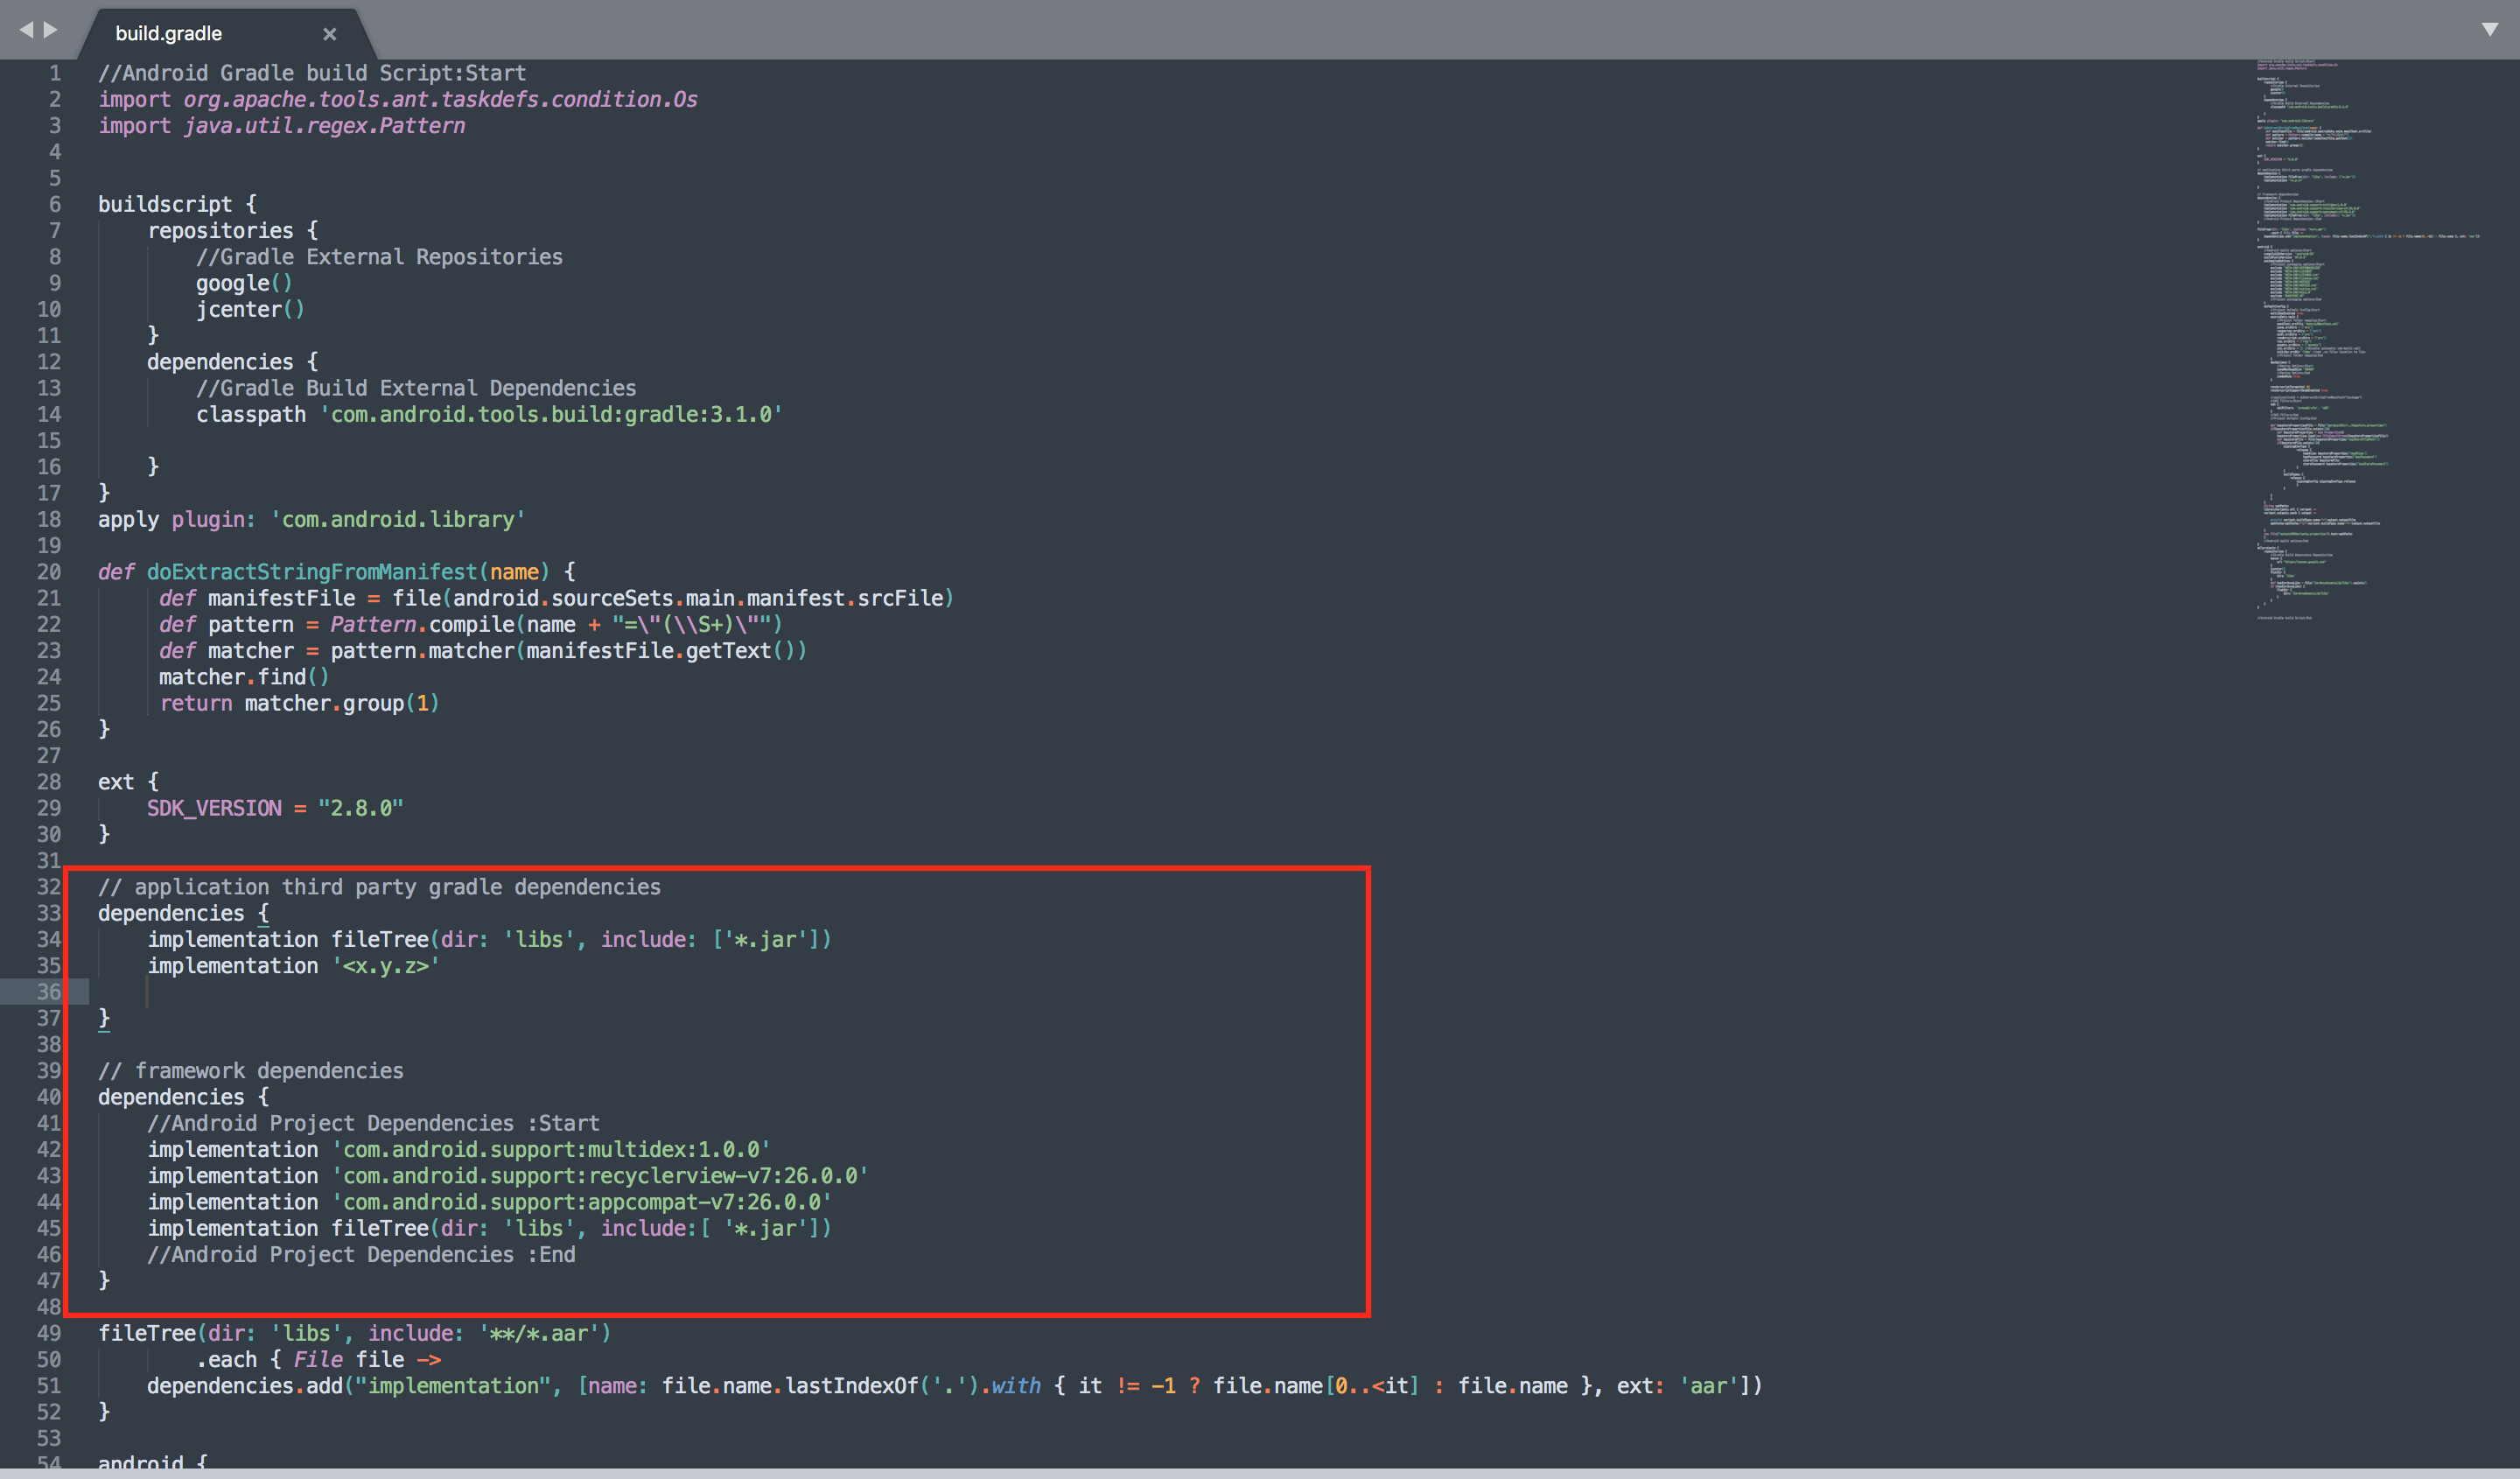 build.gradle ×
1 //Android Gradle build Script:Start
2 import org.apache.tools.ant.taskdefs.condition.Os
3 import java.util.regex.Pattern
4
5
6 buildscript {
7 repositories {
8 //Gradle External Repositories
9 google()
10 jcenter()
11 }
12 dependencies {
13 //Gradle Build External Dependencies
14 classpath 'com.android.tools.build:gradle:3.1.0'
15
16 }
17 }
18 apply plugin: 'com.android.library'
19
20 def doExtractStringFromManifest(name) {
21 def manifestFile = file(android.sourceSets.main.manifest.srcFile)
22 def pattern = Pattern.compile(name + "=\"(\\S+)\"")
23 def matcher = pattern.matcher(manifestFile.getText())
24 matcher.find()
25 return matcher.group(1)
26 }
27
28 ext {
29 SDK_VERSION = "2.8.0"
30 }
31
32 // application third party gradle dependencies
33 dependencies {
34 implementation fileTree(dir: 'libs', include: ['*.jar'])
35 implementation '<x.y.z>'
36
37 }
38
39 // framework dependencies
40 dependencies {
41 //Android Project Dependencies :Start
42 implementation 'com.android.support:multidex:1.0.0'
43 implementation 'com.android.support:recyclerview-v7:26.0.0'
44 implementation 'com.android.support:appcompat-v7:26.0.0'
45 implementation fileTree(dir: 'libs', include:[ '*.jar'])
46 //Android Project Dependencies :End
47 }
48
49 fileTree(dir: 'libs', include: '**/*.aar')
50 .each { File file ->
51 dependencies.add("implementation", [name: file.name.lastIndexOf('.').with { it != -1 ? file.name[0..<it] : file.name }, ext: 'aar'])
52 }
53
54 android {